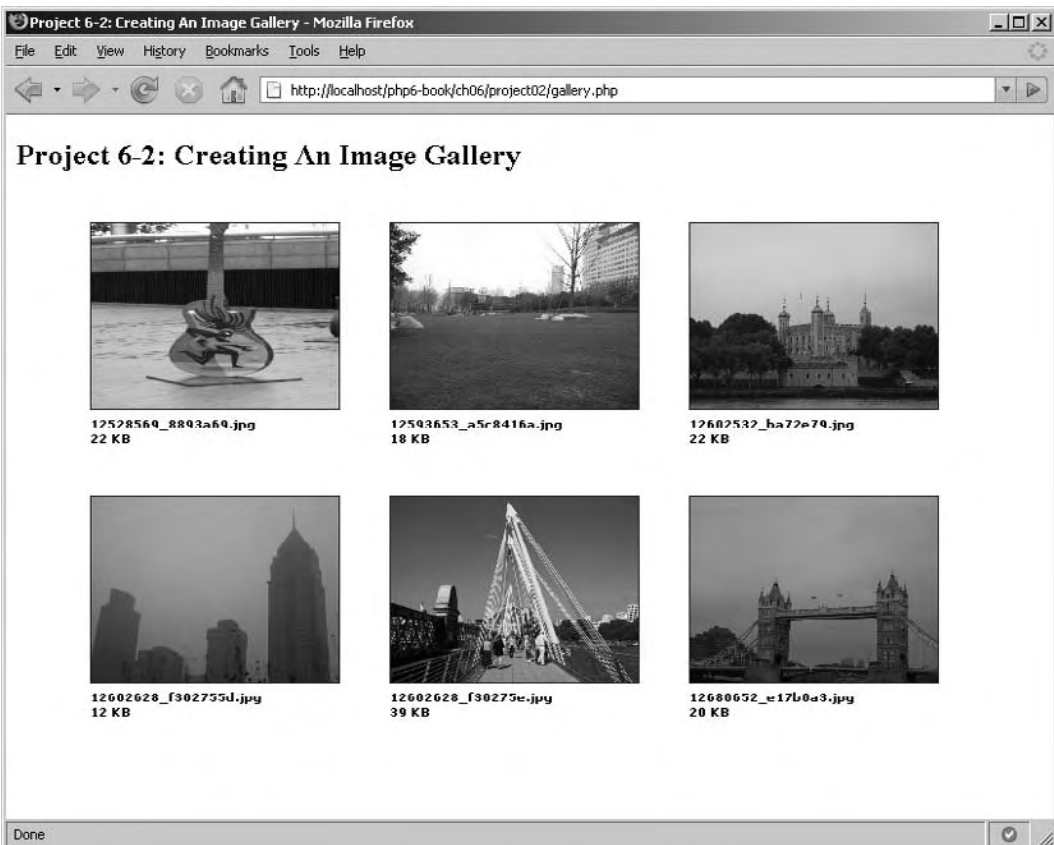 Project 6-2: Creating An Image Gallery - Mozilla Firefox
File Edit View History Bookmarks Tools Help
http://localhost/php6-book/ch06/project02/gallery.php
Project 6-2: Creating An Image Gallery
12528569_8893a69.jpg
22 KB
12593653_a5c8416a.jpg
18 KB
12602532_ba72e79.jpg
22 KB
12602628_f302755d.jpg
12 KB
12602628_f30275e.jpg
39 KB
12680652_e17b0a3.jpg
20 KB
Done